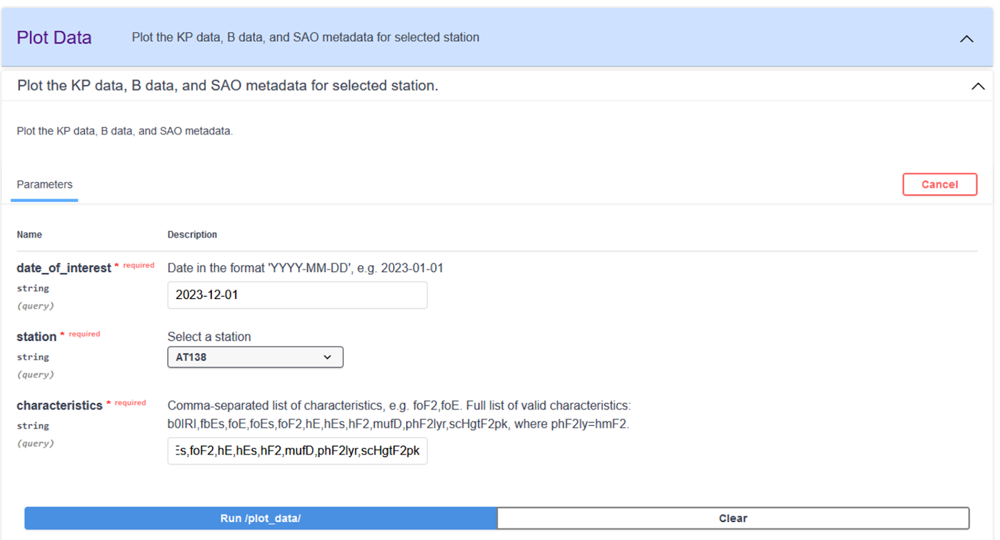 Plot Data Plot the KP data, B data, and SAO metadata for selected station
Plot the KP data, B data, and SAO metadata for selected station.
Plot the KP data, B data, and SAO metadata.
Parameters Cancel
Name Description
date_of_interest * required Date in the format 'YYYY-MM-DD', e.g. 2023-01-01
string
2023-12-01
(query)
station * required Select a station
string AT138
(query)
characteristics * required Comma-separated list of characteristics, e.g. foF2,foE. Full list of valid characteristics:
string b0IRI,fbEs,foE,foEs,foF2,hE,hEs,hF2,mufD,phF2lyr,scHgtF2pk, where phF2ly=hmF2.
(query) Es,foF2,hE,hEs,hF2,mufD,phF2lyr,scHgtF2pk
Run /plot_data/ Clear